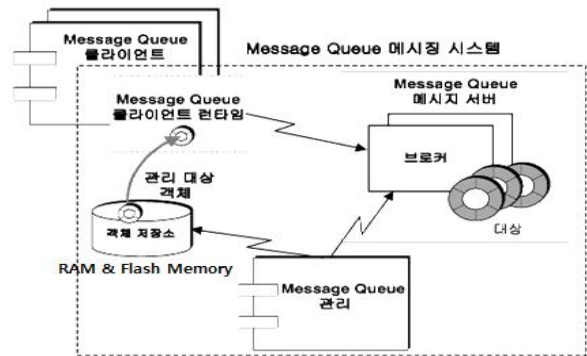 Message Queue
클라이언트
Message Queue 메시징 시스템
Message Queue
클라이언트 런타임
Message Queue
메시지 서버
브로커
관리 대상
객체
객체 저장소
대상
RAM & Flash Memory
Message Queue
관리